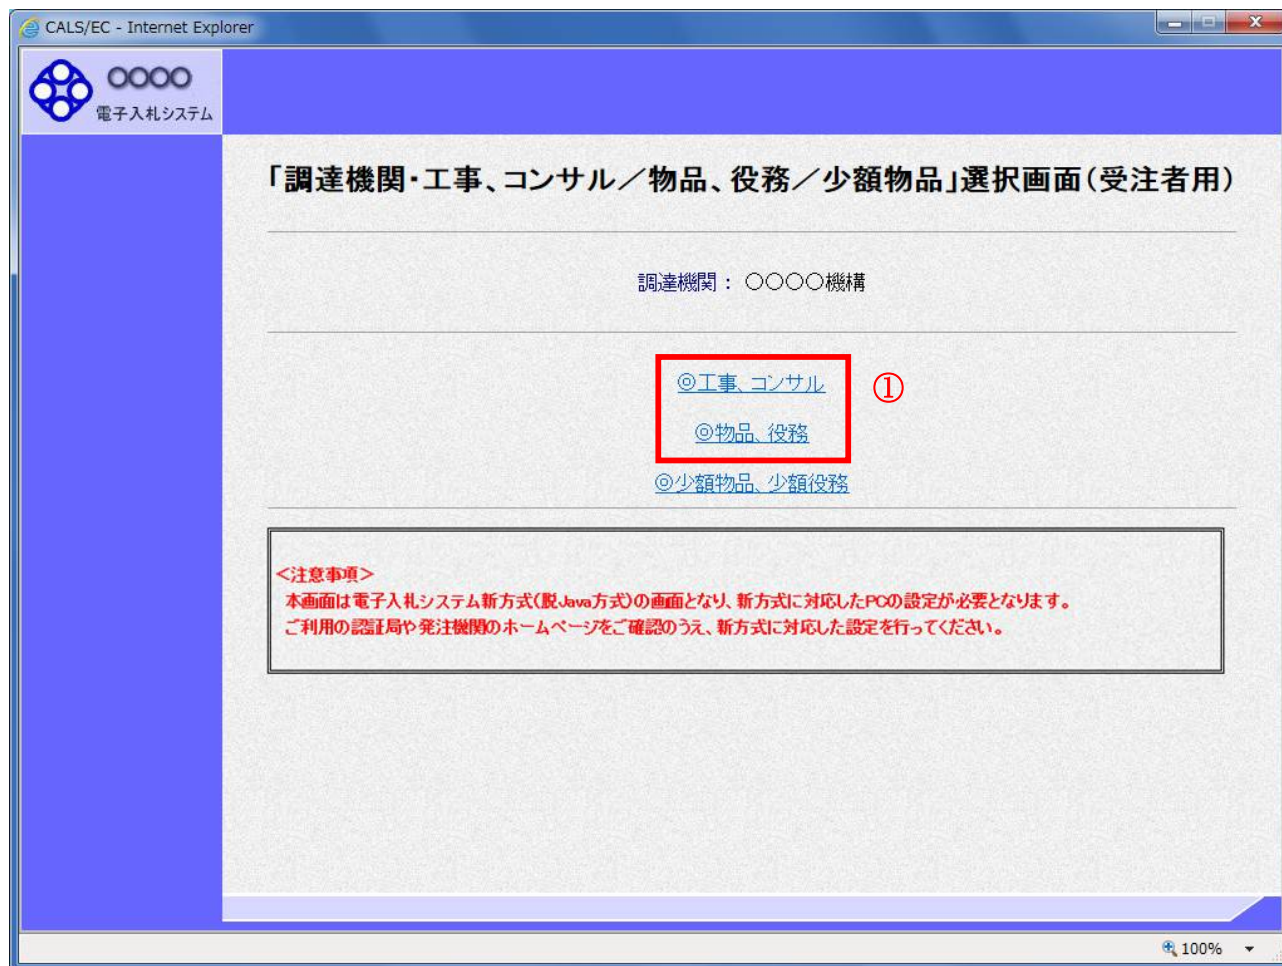 CALS/EC - Internet Explorer
〇〇〇〇
電子入札システム
「調達機関・工事、コンサル／物品、役務／少額物品」選択画面（受注者用）
調達機関： 〇〇〇〇機構
◎工事、コンサル
①
◎物品、役務
◎少額物品、少額役務
＜注意事項＞
本画面は電子入札システム新方式(脱Java方式)の画面となり、新方式に対応したPCの設定が必要となります。
ご利用の認証局や発注機関のホームページをご確認のうえ、新方式に対応した設定を行ってください。
100%